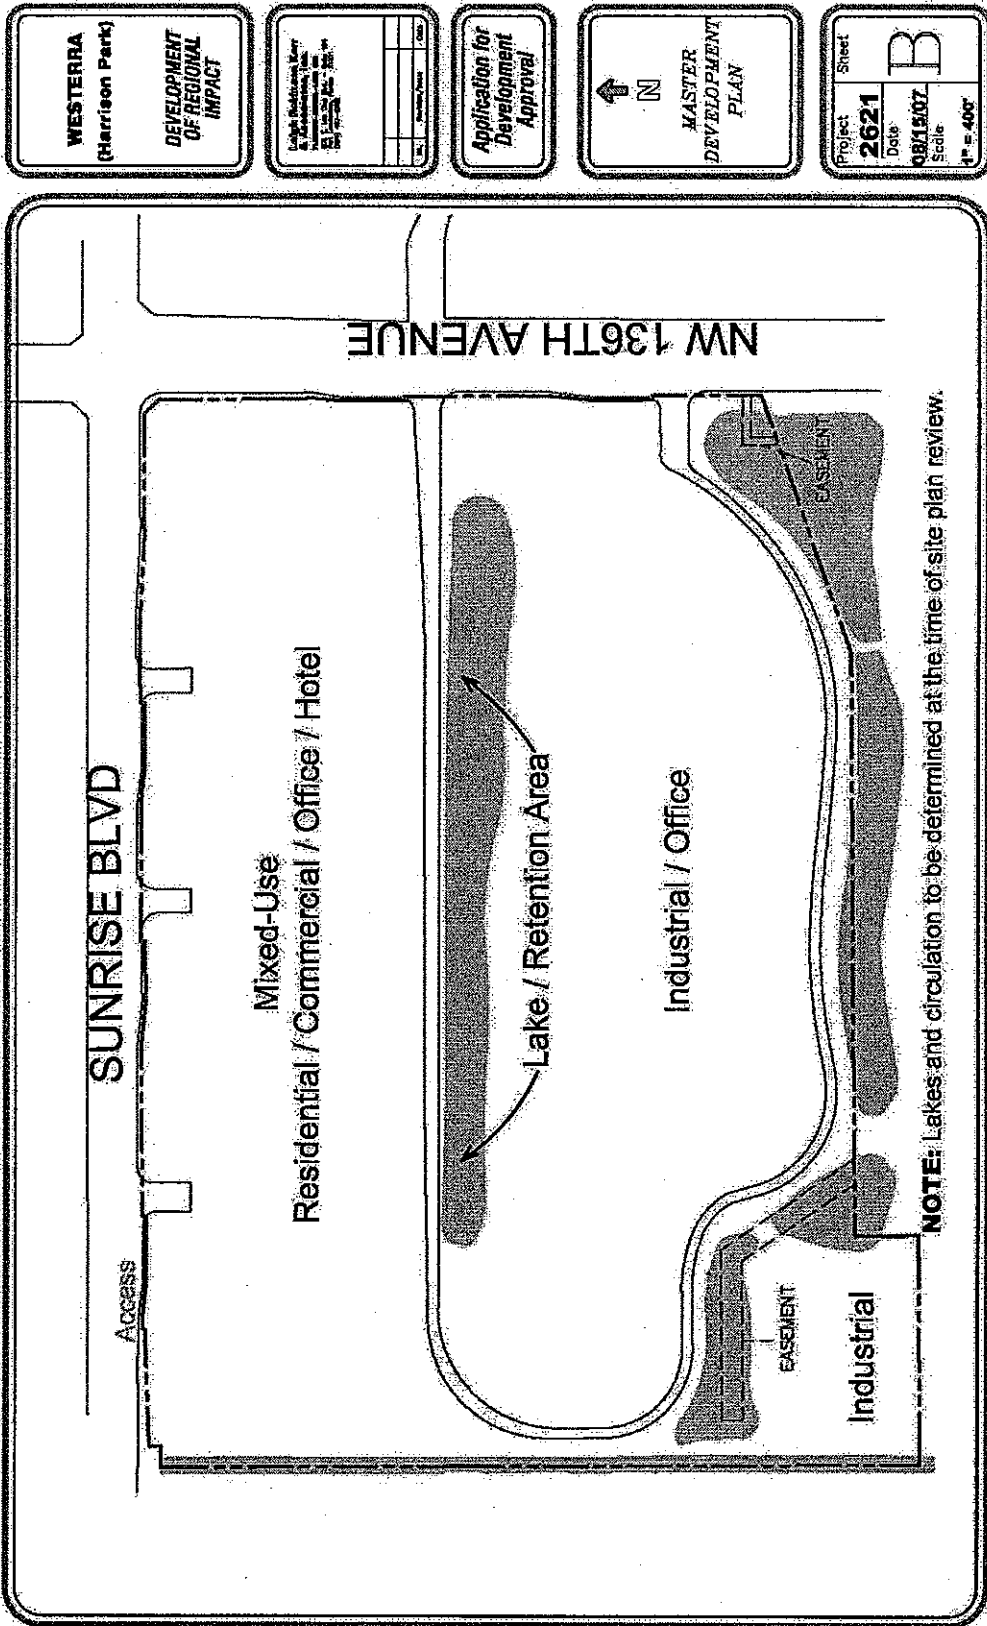 SUNRISE BLVD
Access
Mixed-Use
Residential / Commercial / Office / Hotel
Lake / Retention Area
Industrial / Office
NW 136TH AVENUE
EASEMENT
EASEMENT
Industrial
NOTE: Lakes and circulation to be determined at the time of site plan review.
WESTERRA
(Harrison Park)
DEVELOPMENT
OF REGIONAL
IMPACT
Application for
Development
Approval
N
MASTER
DEVELOPMENT
PLAN
Project
2621
Date
08/15/07
Scale
1"=400'
Sheet
B